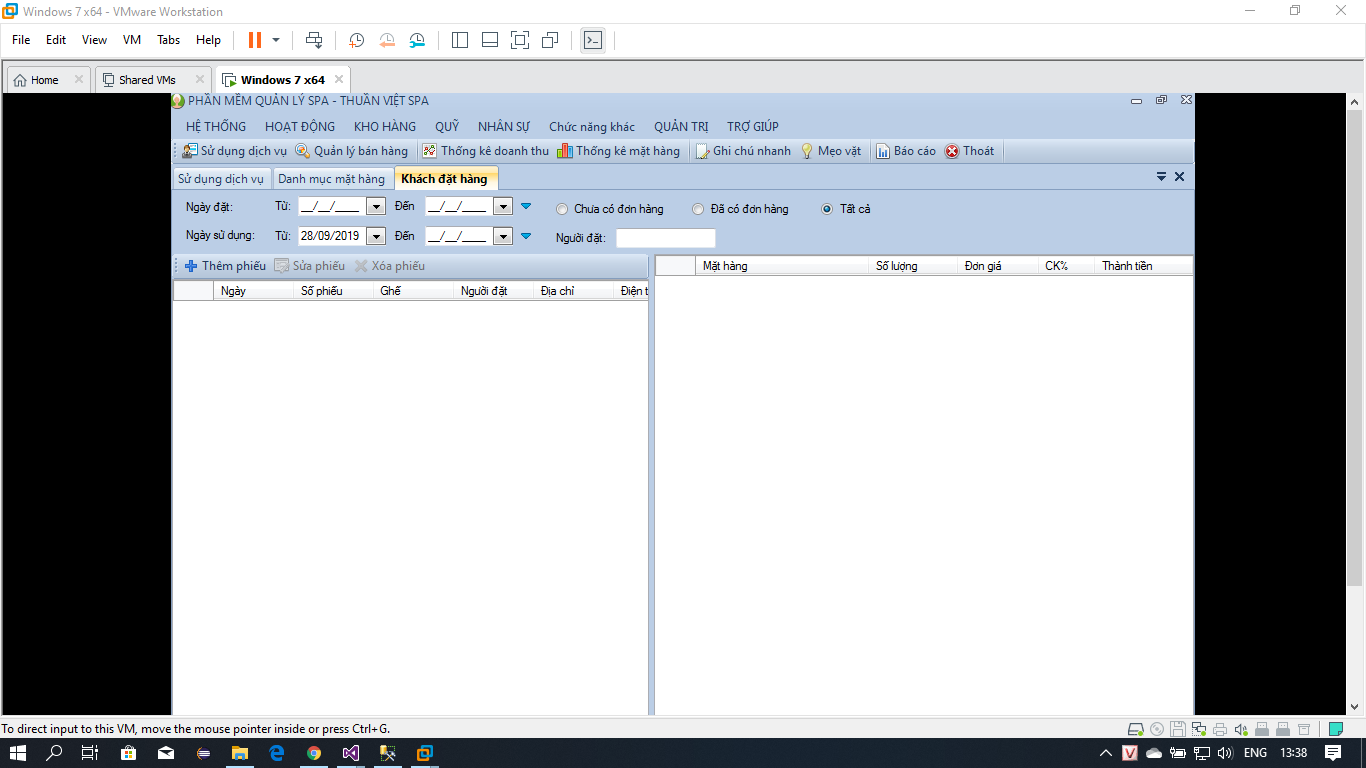 Windows 7 x64 - VMware Workstation
File Edit View VM Tabs Help
Home Shared VMs Windows 7 x64
PHẦN MỀM QUẢN LÝ SPA - THUẦN VIỆT SPA
HỆ THỐNG HOẠT ĐỘNG KHO HÀNG QUỸ NHÂN SỰ Chức năng khác QUẢN TRỊ TRỢ GIÚP
Sử dụng dịch vụ Quản lý bán hàng Thống kê doanh thu Thống kê mặt hàng Ghi chú nhanh Mẹo vặt Báo cáo Thoát
Sử dụng dịch vụ Danh mục mặt hàng Khách đặt hàng
Ngày đặt: Từ: __/__/____ Đến __/__/____ Chưa có đơn hàng Đã có đơn hàng Tất cả
Ngày sử dụng: Từ: 28/09/2019 Đến __/__/____ Người đặt:
Thêm phiếu Sửa phiếu Xóa phiếu
Mặt hàng Số lượng Đơn giá CK% Thành tiền
Ngày Số phiếu Ghế Người đặt Địa chỉ Điện t
To direct input to this VM, move the mouse pointer inside or press Ctrl+G.
V ENG 13:38